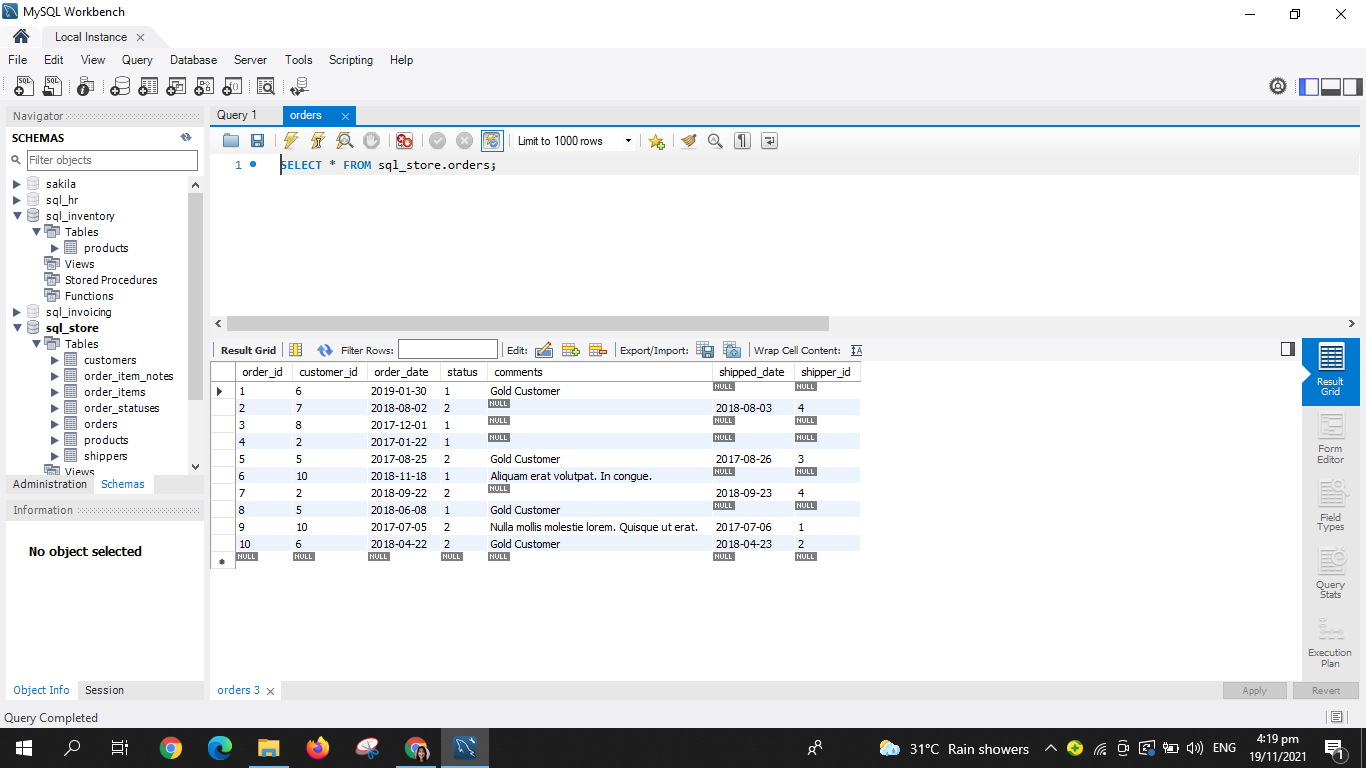 MySQL Workbench
Local Instance
File Edit View Query Database Server Tools Scripting Help
Navigator
SCHEMAS
Filter objects
sakila
sql_hr
sql_inventory
Tables
products
Views
Stored Procedures
Functions
sql_invoicing
sql_store
Tables
customers
order_item_notes
order_items
order_statuses
orders
products
shippers
Views
Administration Schemas
Information
No object selected
Object Info Session
Query 1 orders
Limit to 1000 rows
1 SELECT * FROM sql_store.orders;
Result Grid Filter Rows: Edit: Export/Import: Wrap Cell Content:
order_id customer_id order_date status comments shipped_date shipper_id
1 6 2019-01-30 1 Gold Customer NULL NULL
2 7 2018-08-02 2 NULL 2018-08-03 4
3 8 2017-12-01 1 NULL NULL NULL
4 2 2017-01-22 1 NULL NULL NULL
5 5 2017-08-25 2 Gold Customer 2017-08-26 3
6 10 2018-11-18 1 Aliquam erat volutpat. In congue. NULL NULL
7 2 2018-09-22 2 NULL 2018-09-23 4
8 5 2018-06-08 1 Gold Customer NULL NULL
9 10 2017-07-05 2 Nulla mollis molestie lorem. Quisque ut erat. 2017-07-06 1
10 6 2018-04-22 2 Gold Customer 2018-04-23 2
NULL NULL NULL NULL NULL NULL NULL
Result
Grid
Form
Editor
Field
Types
Query
Stats
Execution
Plan
orders 3
Apply Revert
Query Completed
31°C Rain showers
ENG
4:19 pm
19/11/2021
1